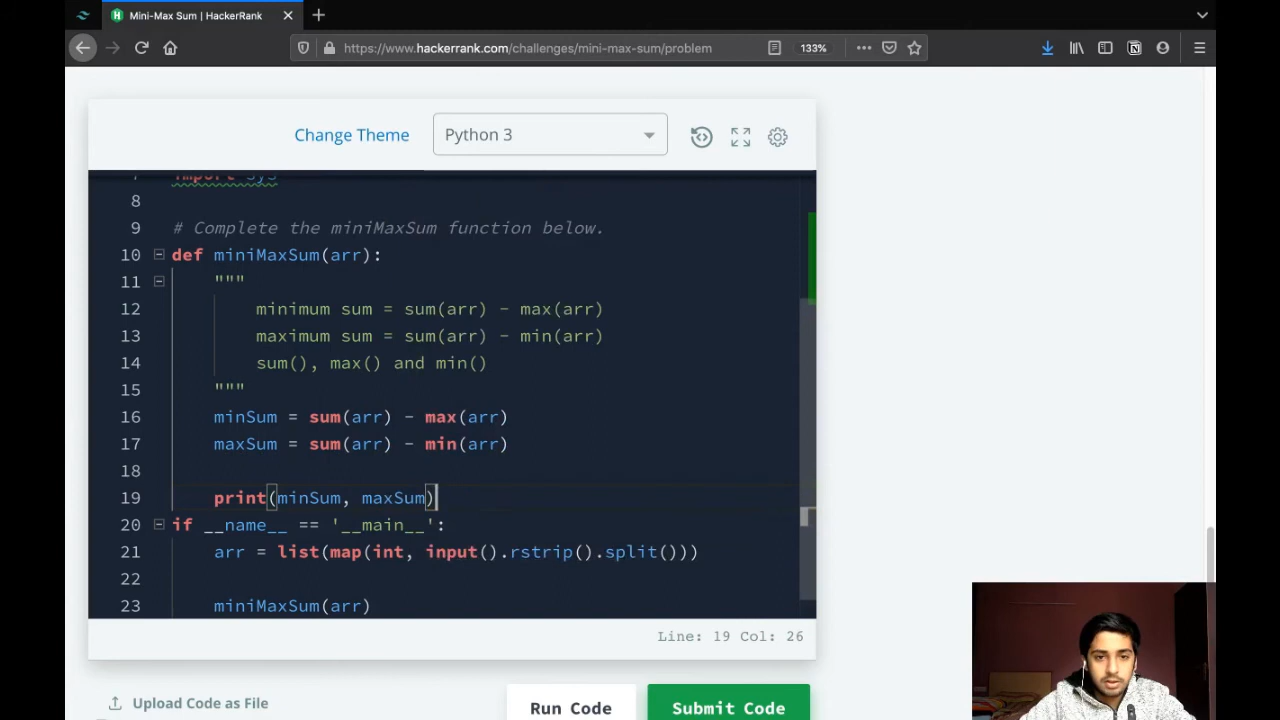 Mini-Max Sum | HackerRank
https://www.hackerrank.com/challenges/mini-max-sum/problem
133%
Change Theme
Python 3
7 import sys
8
9 # Complete the miniMaxSum function below.
10 def miniMaxSum(arr):
11 """
12 minimum sum = sum(arr) - max(arr)
13 maximum sum = sum(arr) - min(arr)
14 sum(), max() and min()
15 """
16 minSum = sum(arr) - max(arr)
17 maxSum = sum(arr) - min(arr)
18
19 print(minSum, maxSum)
20 if __name__ == '__main__':
21 arr = list(map(int, input().rstrip().split()))
22
23 miniMaxSum(arr)
Line: 19 Col: 26
Upload Code as File
Run Code
Submit Code